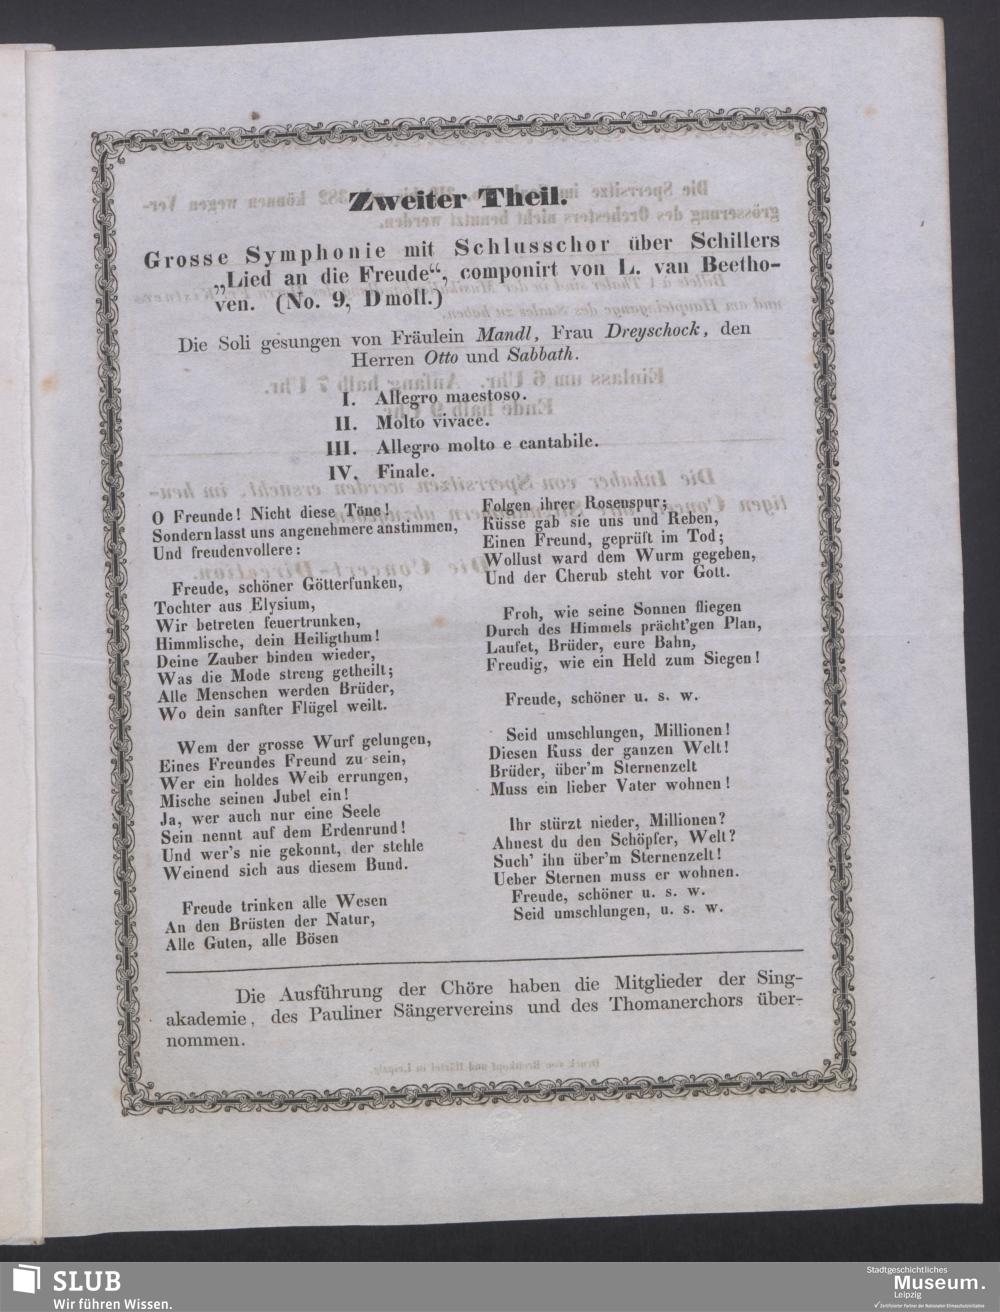 Zweiter Theil.
Grosse Symphonie mit Schlusschor über Schillers
„Lied an die Freude“, componirt von L. van Beetho-
ven. (No. 9, Dmoll.)
Die Soli gesungen von Fräulein Mandl, Frau Dreyschock, den
Herren Otto und Sabbath.
I. Allegro maestoso.
II. Molto vivace.
III. Allegro molto e cantabile.
IV. Finale.
O Freunde! Nicht diese Töne!
Sondern lasst uns angenehmere anstimmen,
Und freudenvollere:
Freude, schöner Götterfunken,
Tochter aus Elysium,
Wir betreten feuertrunken,
Himmlische, dein Heiligthum!
Deine Zauber binden wieder,
Was die Mode streng getheilt;
Alle Menschen werden Brüder,
Wo dein sanfter Flügel weilt.
Wem der grosse Wurf gelungen,
Eines Freundes Freund zu sein,
Wer ein holdes Weib errungen,
Mische seinen Jubel ein!
Ja, wer auch nur eine Seele
Sein nennt auf dem Erdenrund!
Und wer's nie gekonnt, der stehle
Weinend sich aus diesem Bund.
Freude trinken alle Wesen
An den Brüsten der Natur,
Alle Guten, alle Bösen
Folgen ihrer Rosenspur;
Küsse gab sie uns und Reben,
Einen Freund, geprüft im Tod;
Wollust ward dem Wurm gegeben,
Und der Cherub steht vor Gott.
Froh, wie seine Sonnen fliegen
Durch des Himmels prächt'gen Plan,
Laufet, Brüder, eure Bahn,
Freudig, wie ein Held zum Siegen!
Freude, schöner u. s. w.
Seid umschlungen, Millionen!
Diesen Kuss der ganzen Welt!
Brüder, über'm Sternenzelt
Muss ein lieber Vater wohnen!
Ihr stürzt nieder, Millionen?
Ahnest du den Schöpfer, Welt?
Such' ihn über'm Sternenzelt!
Ueber Sternen muss er wohnen.
Freude, schöner u. s. w.
Seid umschlungen, u. s. w.
Die Ausführung der Chöre haben die Mitglieder der Sing-
akademie, des Pauliner Sängervereins und des Thomanerchors über-
nommen.
SLUB
Wir führen Wissen.
Stadtgeschichtliches
Museum.
Leipzig
Zertifizierter Partner der Nationalen Klimaschutzinitiative